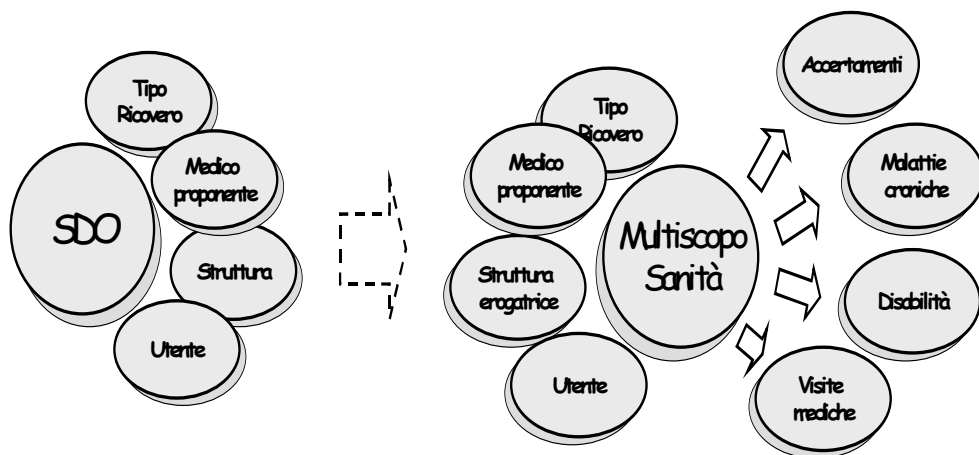 Tipo
Ricovero
Medico
proponente
SDO
Struttura
Utente
Tipo
Ricovero
Medico
proponente
Multiscopo
Sanità
Struttura
erogatrice
Utente
Accertamenti
Malattie
croniche
Disabilità
Visite
mediche